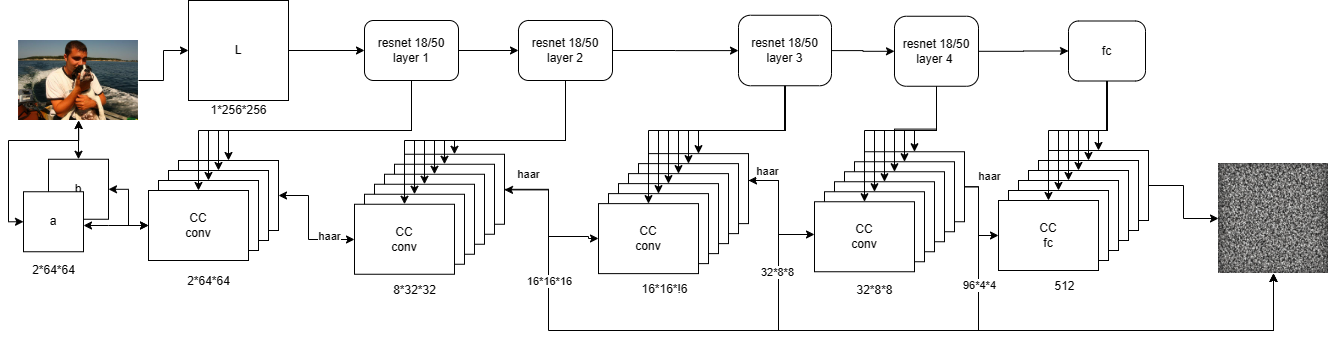 L
1*256*256
resnet 18/50
layer 1
resnet 18/50
layer 2
resnet 18/50
layer 3
resnet 18/50
layer 4
fc
b
a
2*64*64
CC
conv
2*64*64
haar
CC
conv
8*32*32
haar
16*16*16
CC
conv
16*16*!6
haar
32*8*8
CC
conv
32*8*8
haar
96*4*4
CC
fc
512